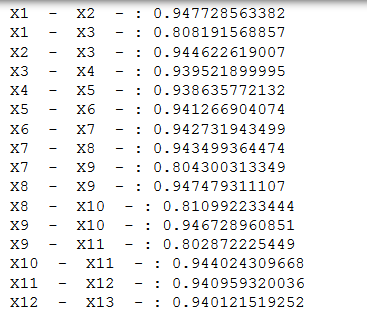 X1 - X2 - : 0.947728563382
X1 - X3 - : 0.808191568857
X2 - X3 - : 0.944622619007
X3 - X4 - : 0.939521899995
X4 - X5 - : 0.938635772132
X5 - X6 - : 0.941266904074
X6 - X7 - : 0.942731943499
X7 - X8 - : 0.943499364474
X7 - X9 - : 0.804300313349
X8 - X9 - : 0.947479311107
X8 - X10 - : 0.810992233444
X9 - X10 - : 0.946728960851
X9 - X11 - : 0.802872225449
X10 - X11 - : 0.944024309668
X11 - X12 - : 0.940959320036
X12 - X13 - : 0.940121519252